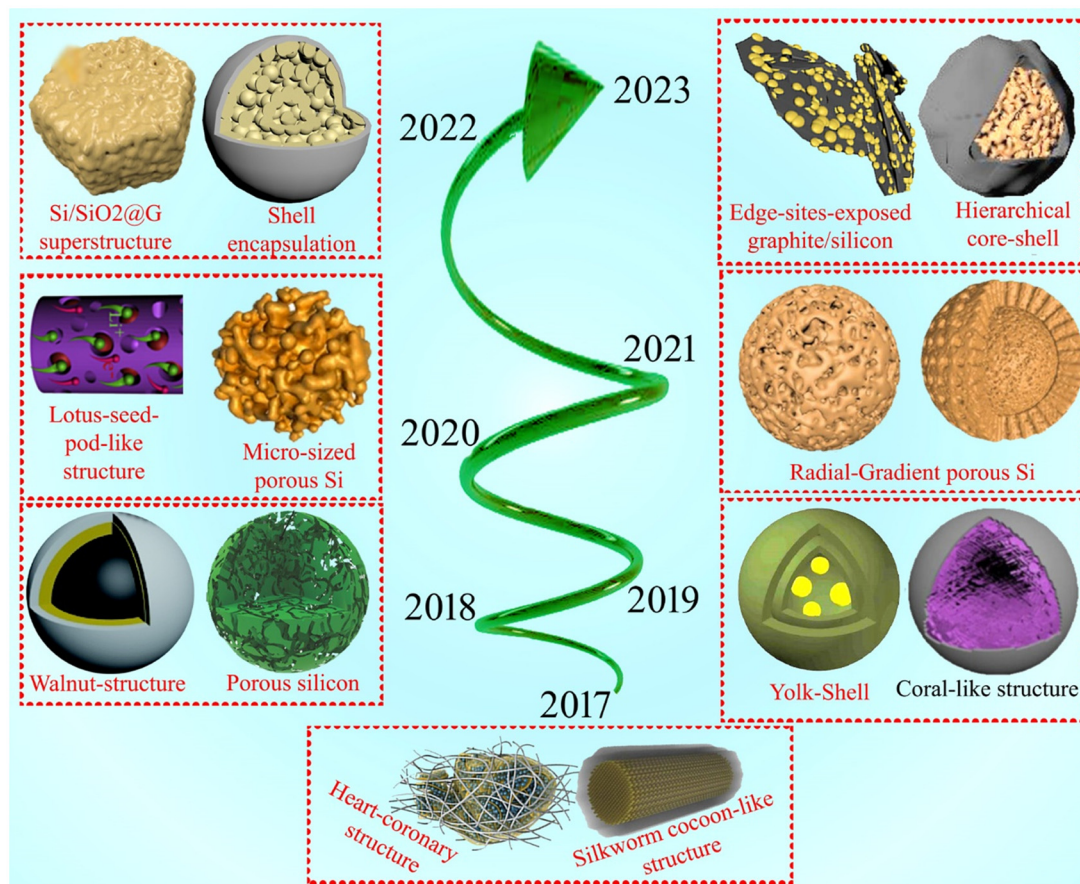 Si/SiO2@G
superstructure
Shell
encapsulation
2022
2023
Edge-sites-exposed
graphite/silicon
Hierarchical
core-shell
Li+
Lotus-seed-
pod-like
structure
Micro-sized
porous Si
2021
2020
Radial-Gradient porous Si
Walnut-structure
Porous silicon
2018
2019
2017
Yolk-Shell
Coral-like structure
Heart-coronary
structure
Silkworm cocoon-like
structure